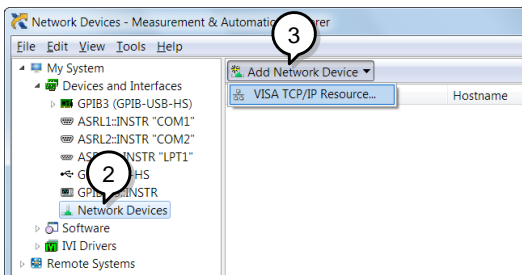 Network Devices - Measurement & Automati rer
File Edit View Tools Help
3
My System
Add Network Device
Devices and Interfaces
VISA TCP/IP Resource...
Hostname
GPIB3 (GPIB-USB-HS)
ASRL1::INSTR "COM1"
ASRL2::INSTR "COM2"
INSTR "LPT1"
2
HS
INSTR
Network Devices
Software
IVI Drivers
Remote Systems